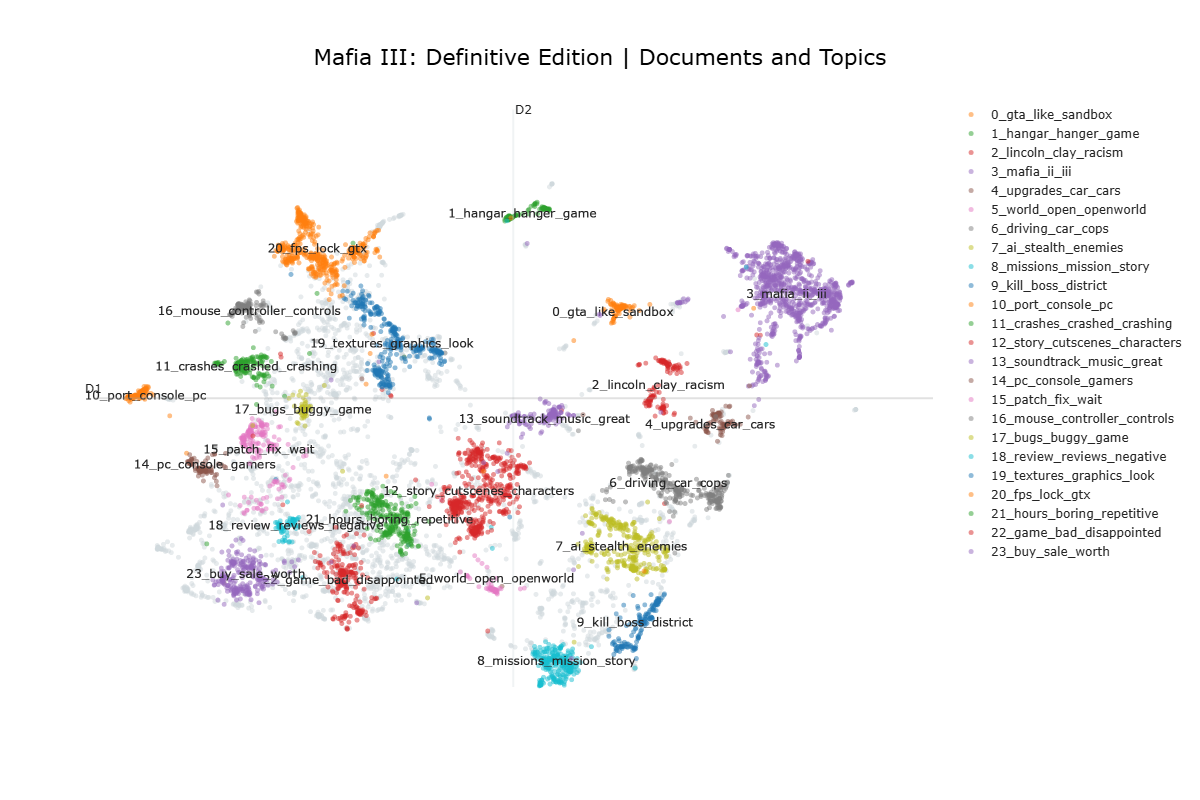 Mafia III: Definitive Edition | Documents and Topics
D2
0_gta_like_sandbox
1_hangar_hanger_game
2_lincoln_clay_racism
3_mafia_ii_iii
4_upgrades_car_cars
5_world_open_openworld
6_driving_car_cops
7_ai_stealth_enemies
8_missions_mission_story
9_kill_boss_district
10_port_console_pc
11_crashes_crashed_crashing
12_story_cutscenes_characters
13_soundtrack_music_great
14_pc_console_gamers
15_patch_fix_wait
16_mouse_controller_controls
17_bugs_buggy_game
18_review_reviews_negative
19_textures_graphics_look
20_fps_lock_gtx
21_hours_boring_repetitive
22_game_bad_disappointed
23_buy_sale_worth
1_hangar_hanger_game
20_fps_lock_gtx
3_mafia_ii_iii
16_mouse_controller_controls
0_gta_like_sandbox
19_textures_graphics_look
11_crashes_crashed_crashing
2_lincoln_clay_racism
D1
10_port_console_pc
17_bugs_buggy_game
13_soundtrack_music_great
4_upgrades_car_cars
15_patch_fix_wait
14_pc_console_gamers
6_driving_car_cops
12_story_cutscenes_characters
21_hours_boring_repetitive
18_review_reviews_negative
7_ai_stealth_enemies
23_buy_sale_worth
22_game_bad_disappointed
5_world_open_openworld
9_kill_boss_district
8_missions_mission_story